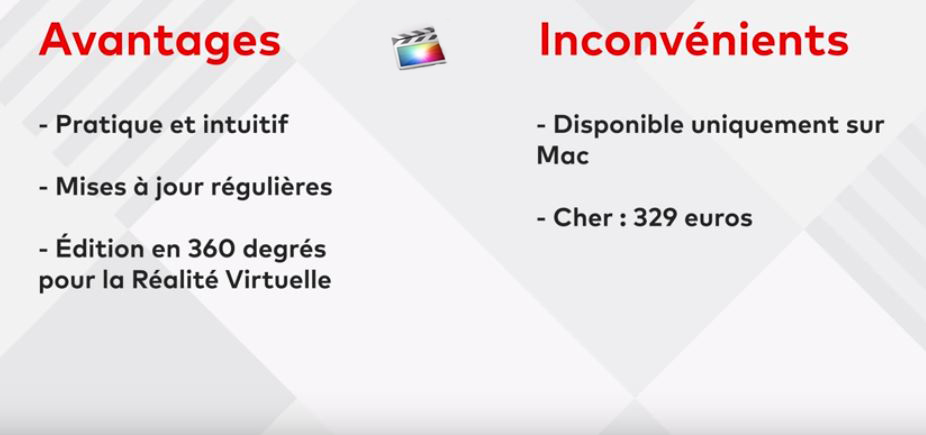 Avantages
- Pratique et intuitif
- Mises à jour régulières
- Édition en 360 degrés
pour la Réalité Virtuelle
Inconvénients
- Disponible uniquement sur
Mac
- Cher : 329 euros